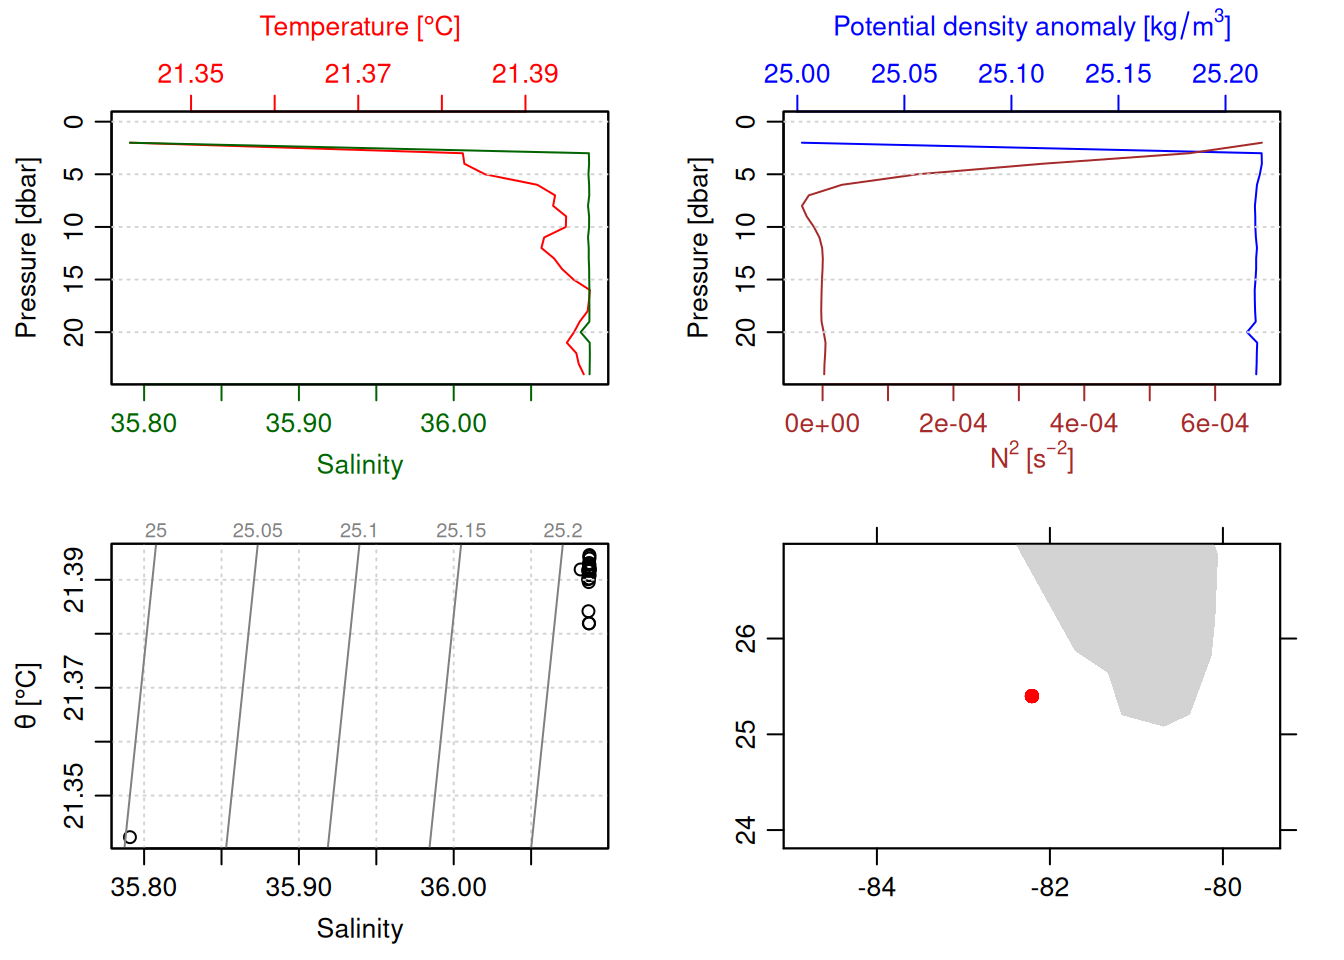 Temperature [°C]
21.35 21.37 21.39
Pressure [dbar]
0 5 10 15 20
35.80 35.90 36.00
Salinity
Potential density anomaly [kg/m³]
25.00 25.05 25.10 25.15 25.20
Pressure [dbar]
0 5 10 15 20
0e+00 2e-04 4e-04 6e-04
N² [s⁻²]
25 25.05 25.1 25.15 25.2
θ [°C]
21.39 21.37 21.35
35.80 35.90 36.00
Salinity
26 25 24
-84 -82 -80